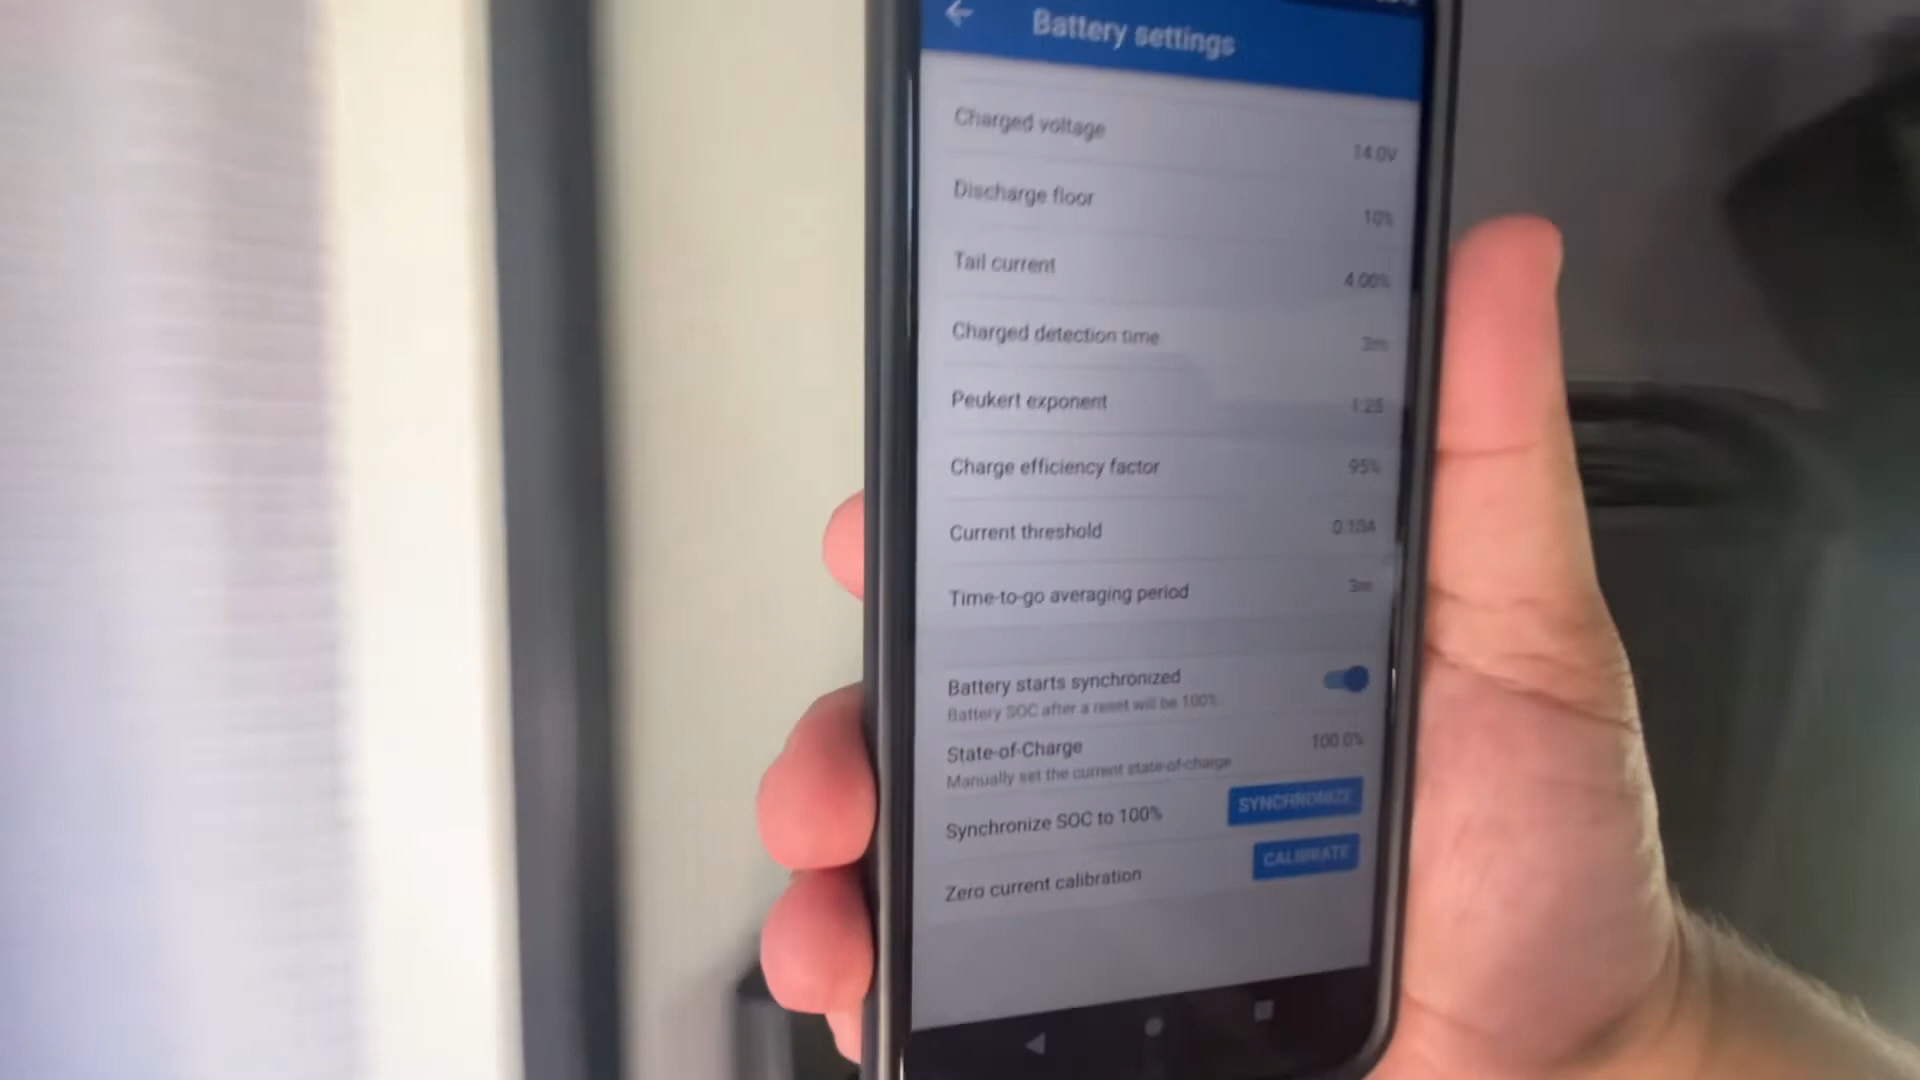 Battery settings
Charged voltage
14.0V
Discharge floor
10%
Tail current
4.00%
Charged detection time
3m
Peukert exponent
1.25
Charge efficiency factor
95%
Current threshold
0.10A
Time-to-go averaging period
3m
Battery starts synchronized
Battery SOC after a reset will be 100%
State-of-Charge
100.0%
Manually set the current state-of-charge
Synchronize SOC to 100%
SYNCHRONIZE
Zero current calibration
CALIBRATE